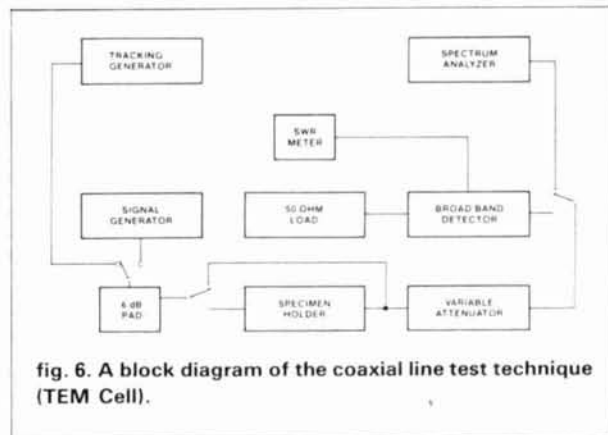 TRACKING
GENERATOR
SPECTRUM
ANALYZER
SWR
METER
SIGNAL
GENERATOR
50 OHM
LOAD
BROAD BAND
DETECTOR
6 dB
PAD
SPECIMEN
HOLDER
VARIABLE
ATTENUATOR
fig. 6. A block diagram of the coaxial line test technique
(TEM Cell).